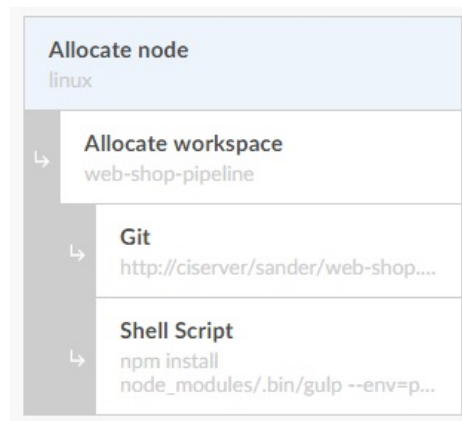 Allocate node
linux
Allocate workspace
web-shop-pipeline
Git
http://ciserver/sander/web-shop....
Shell Script
npm install
node_modules/.bin/gulp --env=p...